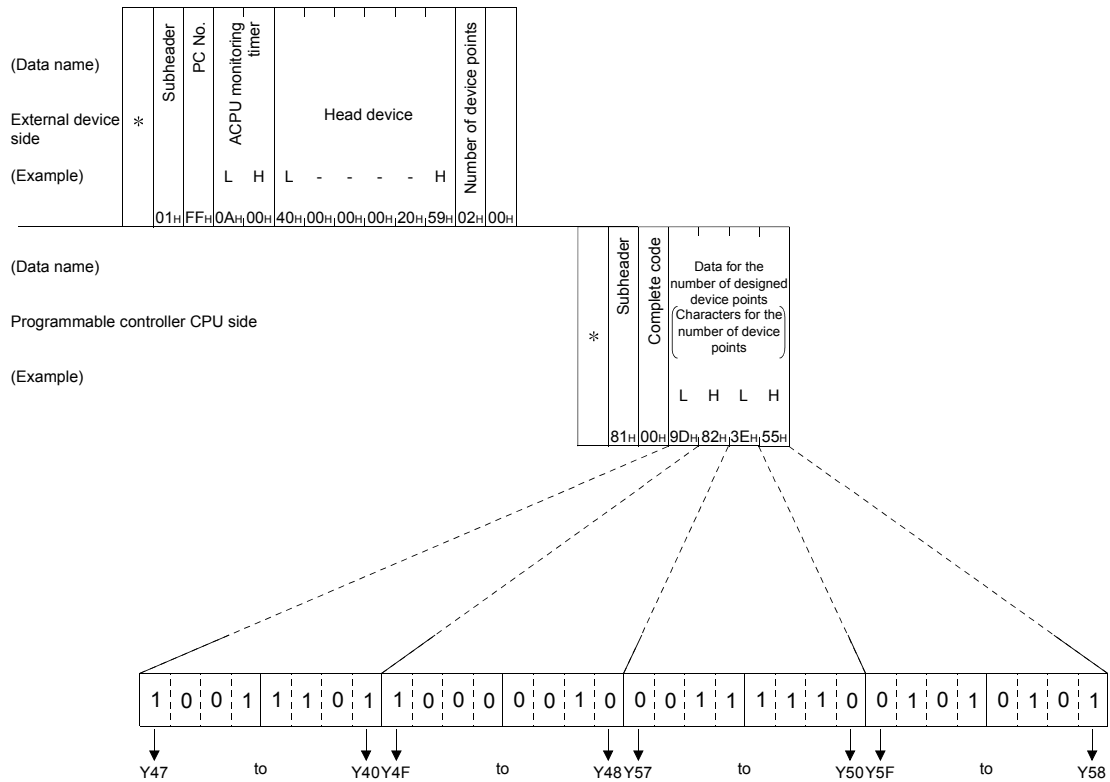 (Data name)
External device
side
(Example)
*
Subheader
PC No.
ACPU monitoring
timer
Head device
Number of device points
L H L - - - - H
01H FFH 0AH 00H 40H 00H 00H 00H 20H 59H 02H 00H
(Data name)
Programmable controller CPU side
(Example)
*
Subheader
Complete code
Data for the
number of designed
device points
(Characters for the
number of device
points)
L H L H
81H 00H 9DH 82H 3EH 55H
1 0 0 1 1 1 0 1 1 0 0 0 0 0 1 0 0 0 1 1 1 1 1 0 0 1 0 1 0 1 0 1
Y47 to Y40 Y4F to Y48 Y57 to Y50 Y5F to Y58